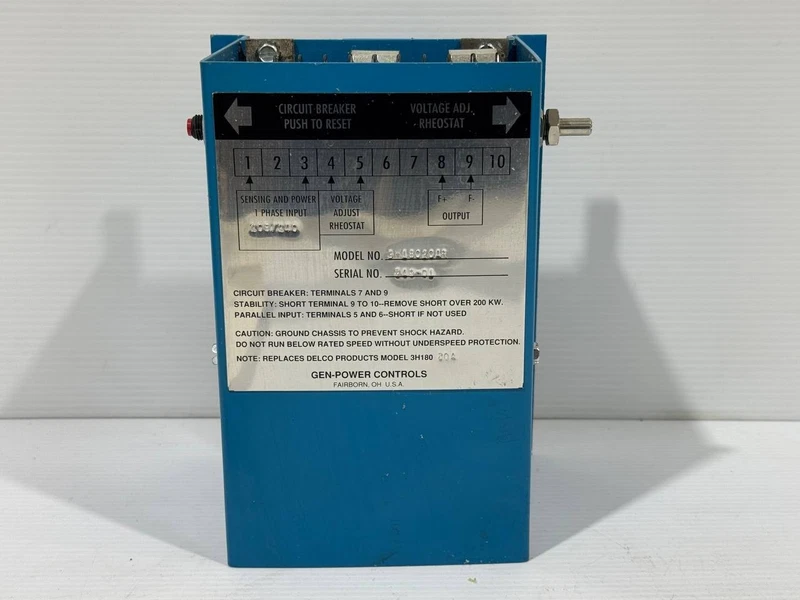 CIRCUIT BREAKER
PUSH TO RESET
VOLTAGE ADJ.
RHEOSTAT
1 2 3 4 5 6 7 8 9 10
SENSING AND POWER
1 PHASE INPUT
208/240
VOLTAGE
ADJUST
RHEOSTAT
F+ F-
OUTPUT
MODEL NO.
SERIAL NO.
CIRCUIT BREAKER: TERMINALS 7 AND 9
STABILITY: SHORT TERMINAL 9 TO 10--REMOVE SHORT OVER 200 KW.
PARALLEL INPUT: TERMINALS 5 AND 6--SHORT IF NOT USED
CAUTION: GROUND CHASSIS TO PREVENT SHOCK HAZARD.
DO NOT RUN BELOW RATED SPEED WITHOUT UNDERSPEED PROTECTION.
NOTE: REPLACES DELCO PRODUCTS MODEL 3H180
GEN-POWER CONTROLS
FAIRBORN, OH U.S.A.